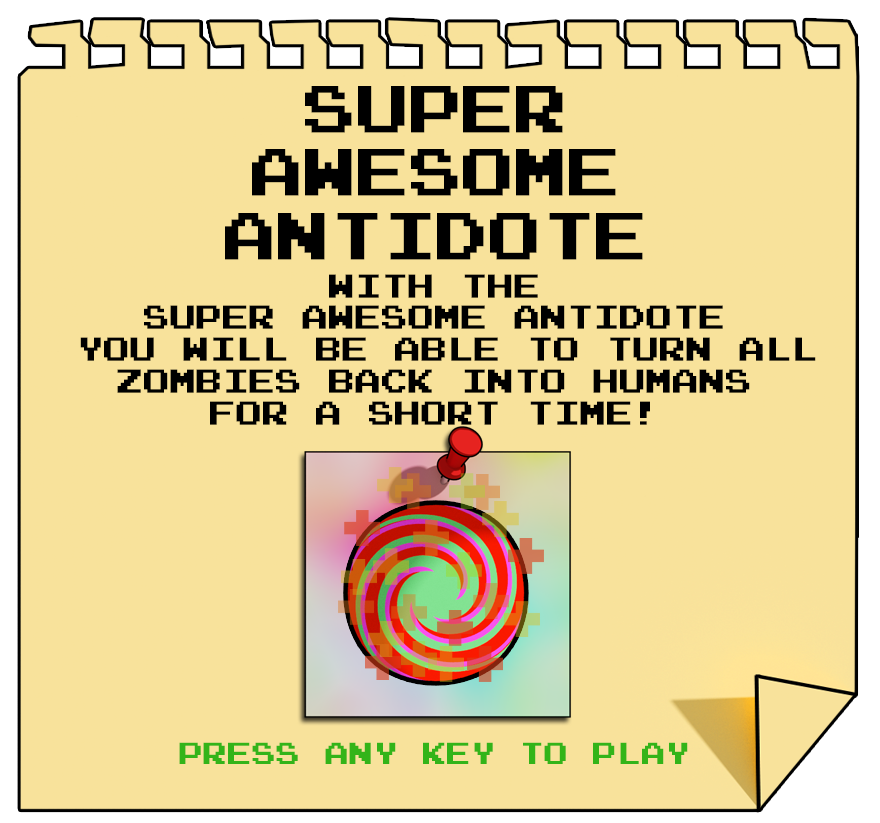 SUPER
AWESOME
ANTIDOTE
WITH THE
SUPER AWESOME ANTIDOTE
YOU WILL BE ABLE TO TURN ALL
ZOMBIES BACK INTO HUMANS
FOR A SHORT TIME!
PRESS ANY KEY TO PLAY